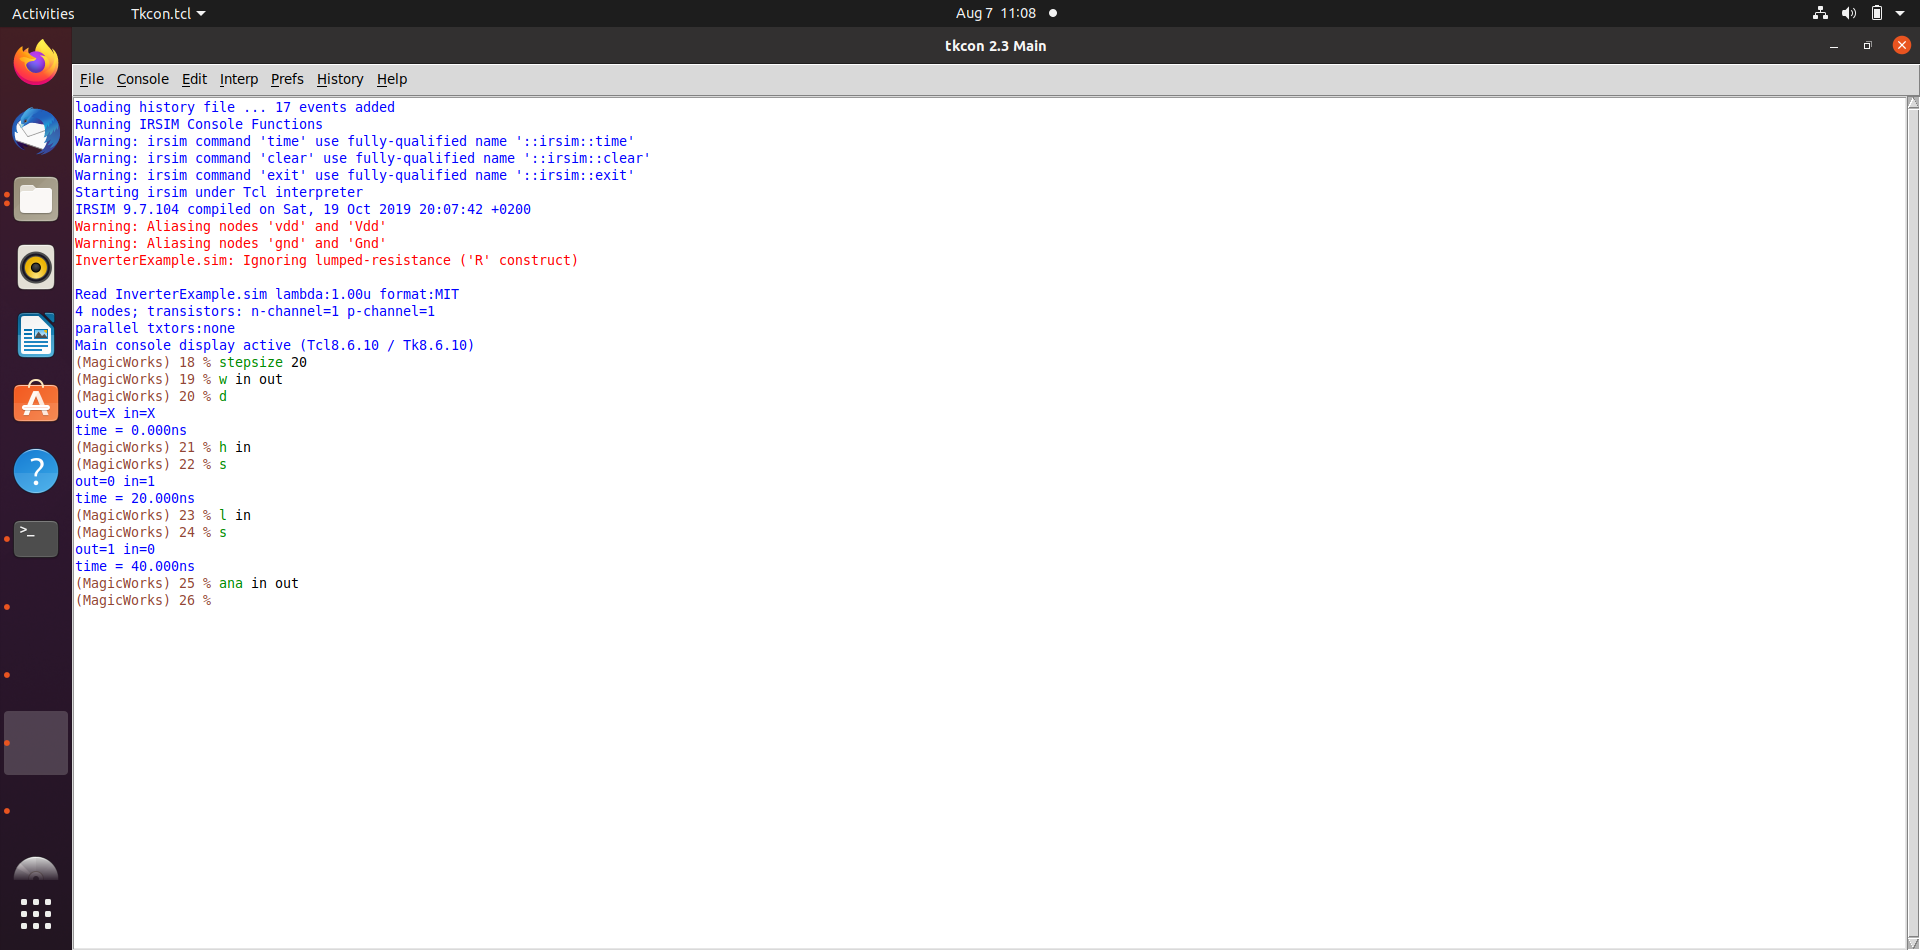 Activities Tkcon.tcl Aug 7 11:08
tkcon 2.3 Main
File Console Edit Interp Prefs History Help
loading history file ... 17 events added
Running IRSIM Console Functions
Warning: irsim command 'time' use fully-qualified name '::irsim::time'
Warning: irsim command 'clear' use fully-qualified name '::irsim::clear'
Warning: irsim command 'exit' use fully-qualified name '::irsim::exit'
Starting irsim under Tcl interpreter
IRSIM 9.7.104 compiled on Sat, 19 Oct 2019 20:07:42 +0200
Warning: Aliasing nodes 'vdd' and 'Vdd'
Warning: Aliasing nodes 'gnd' and 'Gnd'
InverterExample.sim: Ignoring lumped-resistance ('R' construct)
Read InverterExample.sim lambda:1.00u format:MIT
4 nodes; transistors: n-channel=1 p-channel=1
parallel txtors:none
Main console display active (Tcl8.6.10 / Tk8.6.10)
(MagicWorks) 18 % stepsize 20
(MagicWorks) 19 % w in out
(MagicWorks) 20 % d
out=X in=X
time = 0.000ns
(MagicWorks) 21 % h in
(MagicWorks) 22 % s
out=0 in=1
time = 20.000ns
(MagicWorks) 23 % l in
(MagicWorks) 24 % s
out=1 in=0
time = 40.000ns
(MagicWorks) 25 % ana in out
(MagicWorks) 26 %